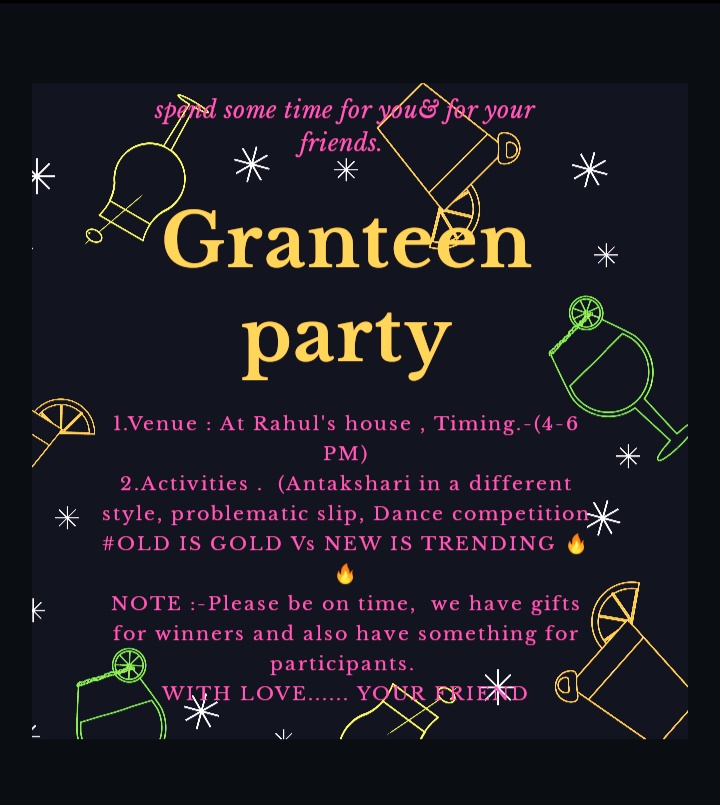 spend some time for you& for your
friends.
Granteen
party
1.Venue : At Rahul's house , Timing.-(4-6
PM)
2.Activities .  (Antakshari in a different
style, problematic slip, Dance competition
#OLD IS GOLD Vs NEW IS TRENDING 🔥
🔥
NOTE :-Please be on time,  we have gifts
for winners and also have something for
participants.
WITH LOVE...... YOUR FRIEND